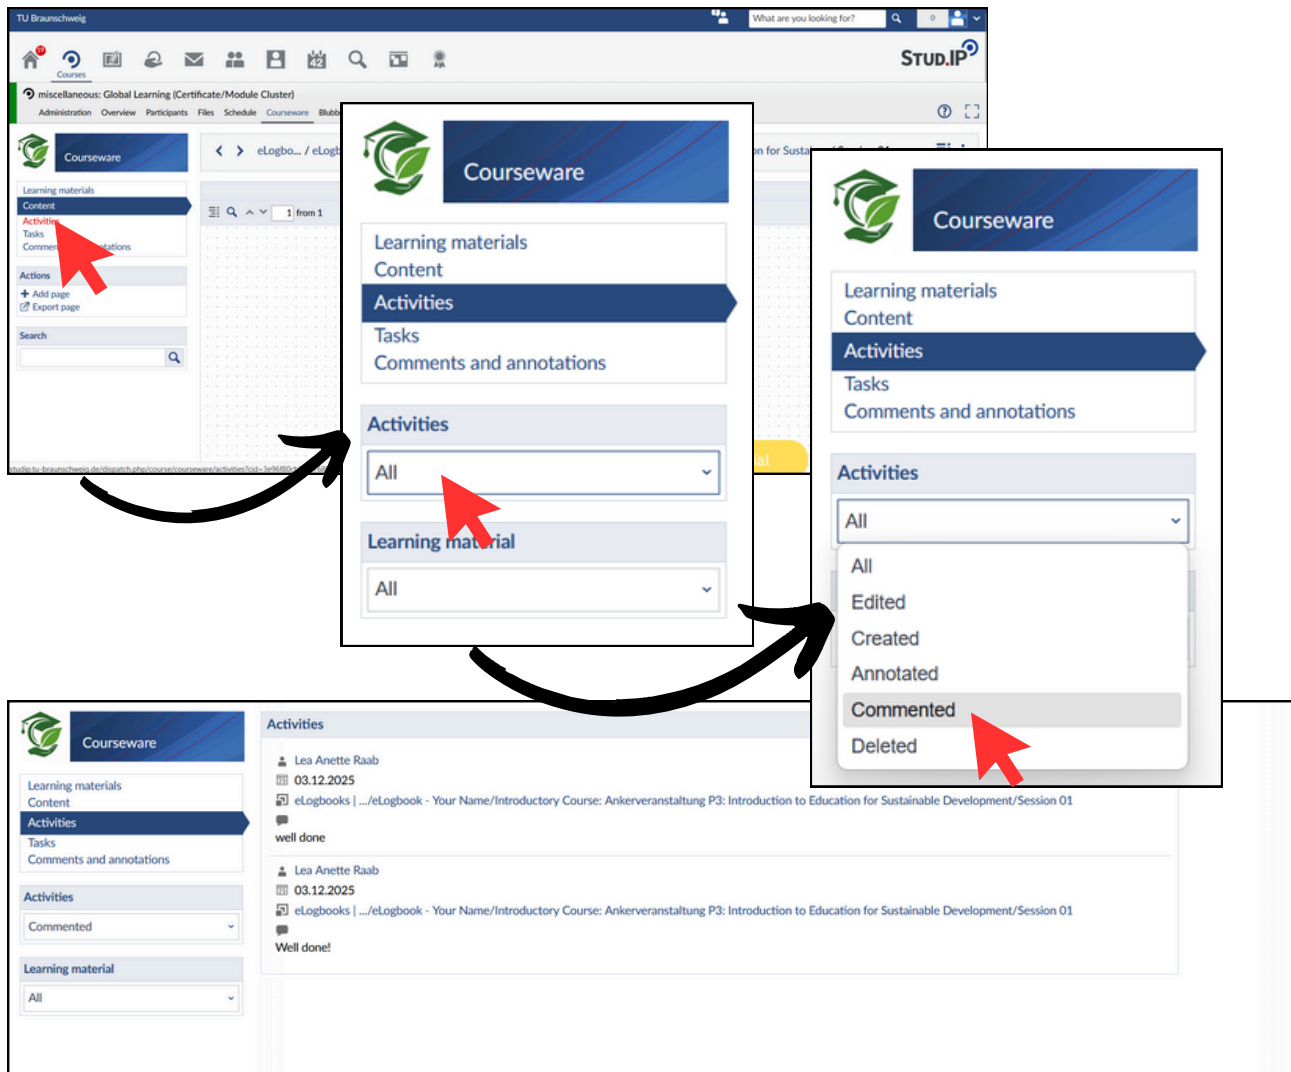 TU Braunschweig
What are you looking for?
0
19
42
Courses
STUD.IP
miscellaneous: Global Learning (Certificate/Module Cluster)
Administration Overview Participants Files Schedule Courseware
Courseware
eLogbo... /
Learning materials
Content
Activities
Tasks
1 from 1
Actions
Add page
Export page
Search
Courseware
Learning materials
Content
Activities
Tasks
Comments and annotations
Activities
All
Learning material
All
Courseware
Learning materials
Content
Activities
Tasks
Comments and annotations
Activities
All
All
Edited
Created
Annotated
Commented
Deleted
Courseware
Learning materials
Content
Activities
Tasks
Comments and annotations
Activities
Commented
Learning material
All
Activities
Lea Anette Raab
03.12.2025
eLogbooks | .../eLogbook - Your Name/Introductory Course: Ankerveranstaltung P3: Introduction to Education for Sustainable Development/Session 01
well done
Lea Anette Raab
03.12.2025
eLogbooks | .../eLogbook - Your Name/Introductory Course: Ankerveranstaltung P3: Introduction to Education for Sustainable Development/Session 01
Well done!